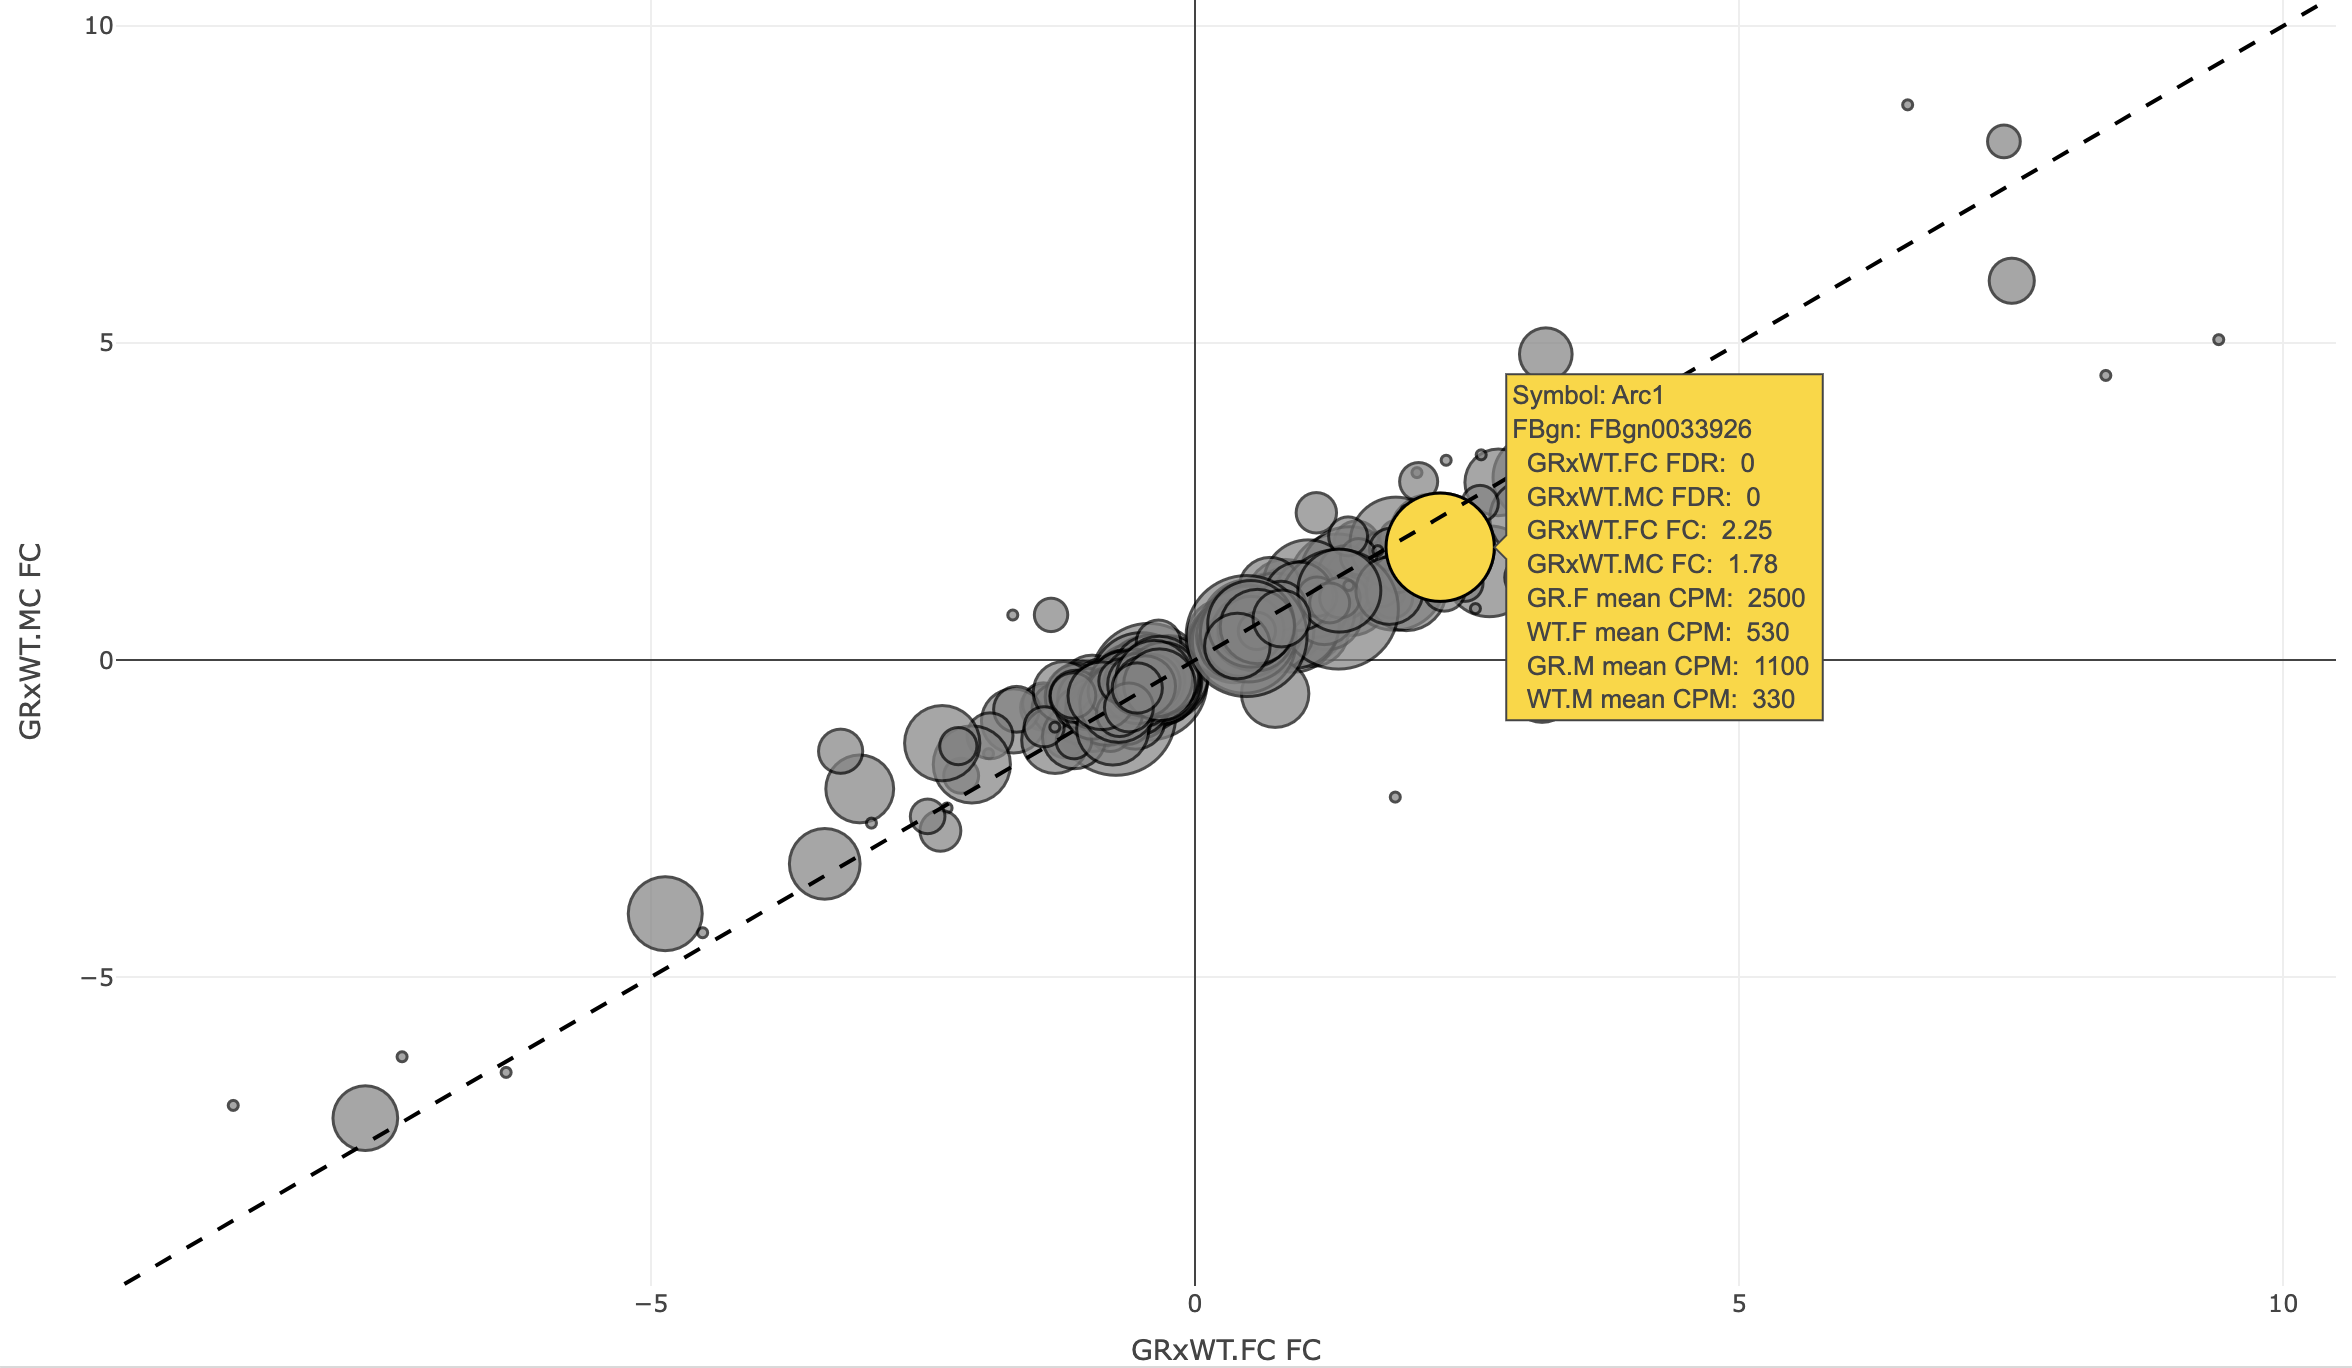 10
5
0
−5
GRxWT.MC FC
Symbol: Arc1
FBgn: FBgn0033926
GRxWT.FC FDR: 0
GRxWT.MC FDR: 0
GRxWT.FC FC: 2.25
GRxWT.MC FC: 1.78
GR.F mean CPM: 2500
WT.F mean CPM: 530
GR.M mean CPM: 1100
WT.M mean CPM: 330
−5
0
5
10
GRxWT.FC FC